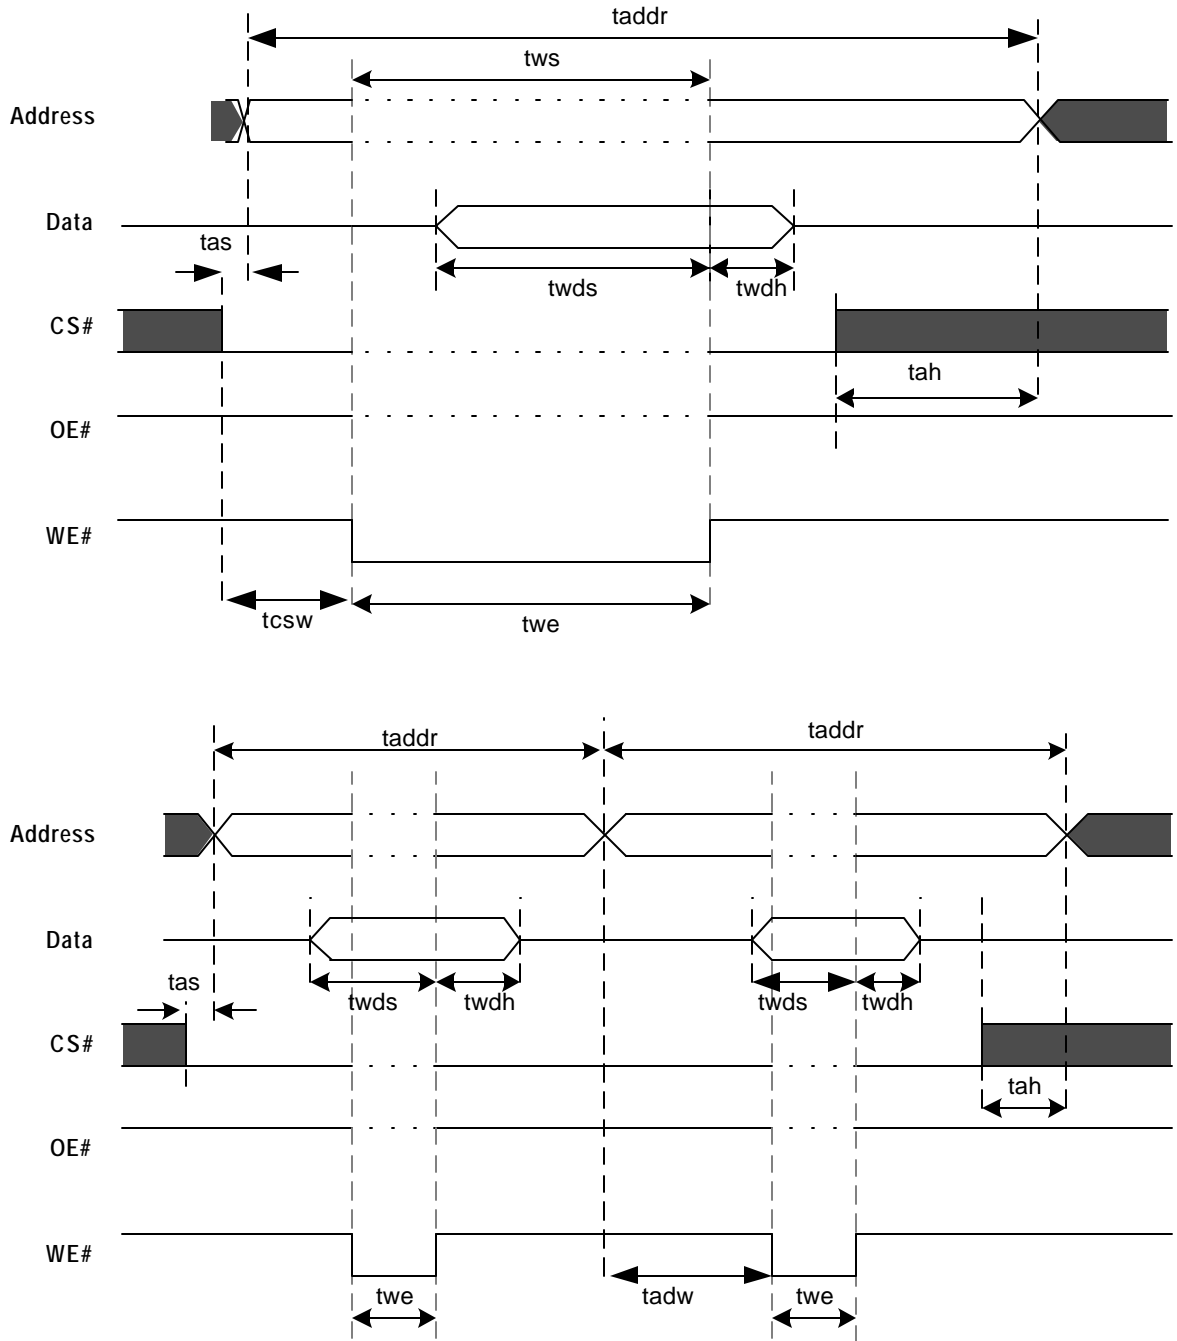 taddr
tws
Address
Data
tas
twds
twdh
CS#
tah
OE#
WE#
tcsw
twe
taddr
taddr
Address
Data
tas
twds
twdh
twds
twdh
CS#
tah
OE#
WE#
twe
tadw
twe